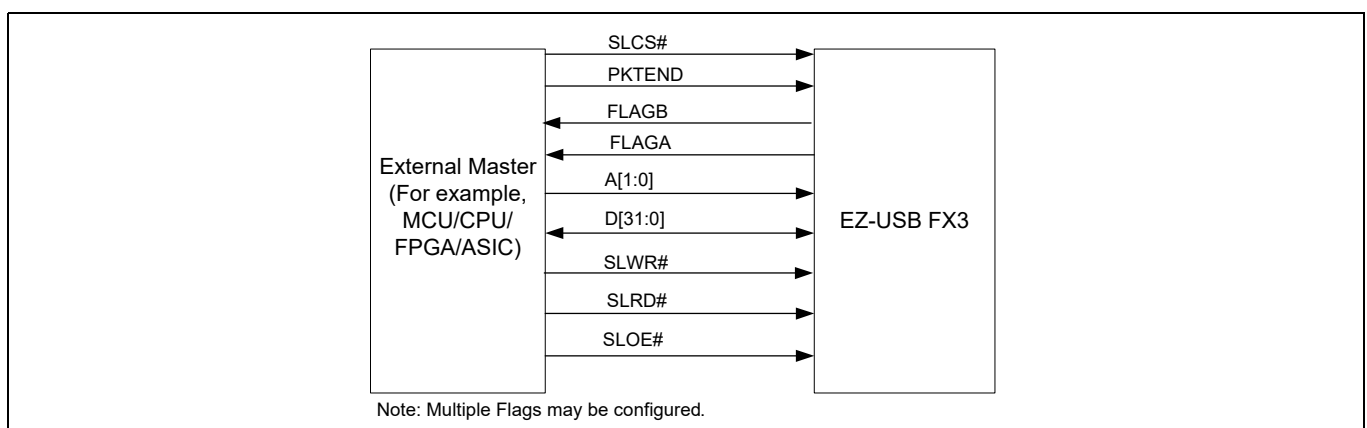 SLCS#
PKTEND
FLAGB
FLAGA
External Master
(For example,
MCU/CPU/
FPGA/ASIC)
A[1:0]
D[31:0]
EZ-USB FX3
SLWR#
SLRD#
SLOE#
Note: Multiple Flags may be configured.